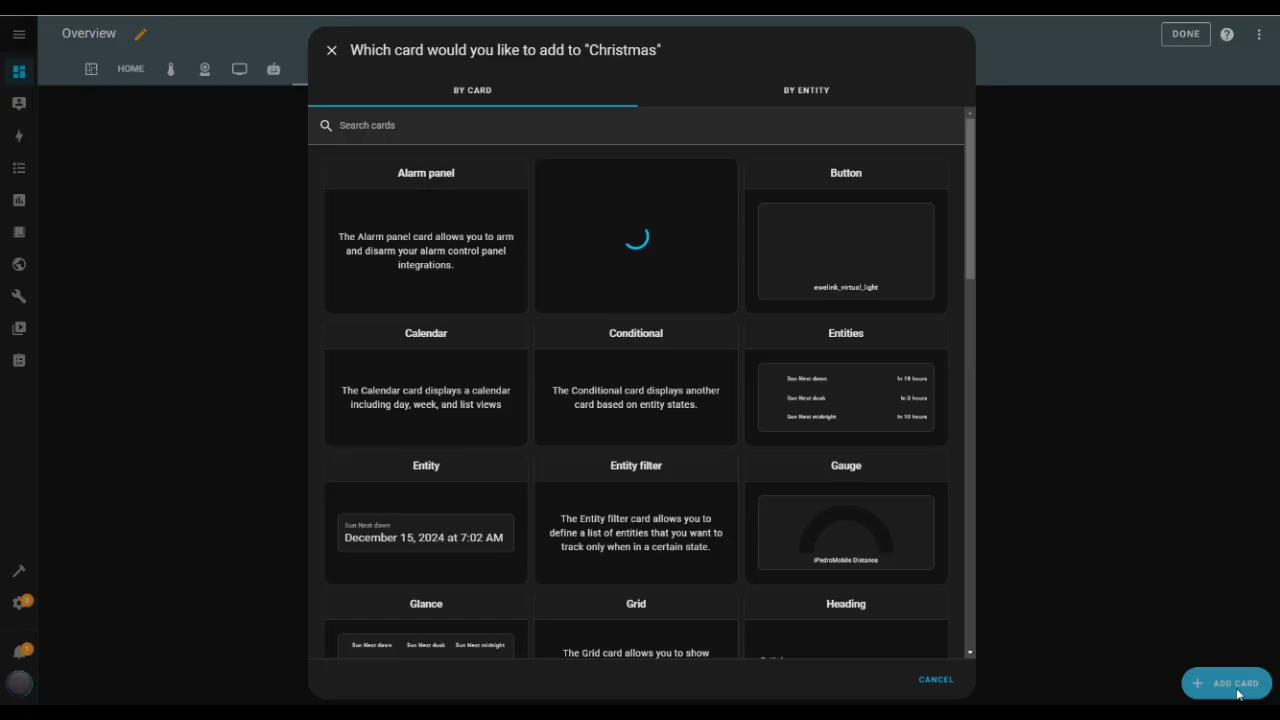 Overview
DONE
HOME
Which card would you like to add to "Christmas"
BY CARD
BY ENTITY
Search cards
Alarm panel
The Alarm panel card allows you to arm
and disarm your alarm control panel
integrations.
Button
ewelink_virtual_light
Calendar
The Calendar card displays a calendar
including day, week, and list views
Conditional
The Conditional card displays another
card based on entity states.
Entities
Sun Next dawn In 18 hours
Sun Next dusk In 3 hours
Sun Next midnight In 10 hours
Entity
Sun Next dawn
December 15, 2024 at 7:02 AM
Entity filter
The Entity filter card allows you to
define a list of entities that you want to
track only when in a certain state.
Gauge
iPedroMobile Distance
Glance
Sun Next dawn Sun Next dusk Sun Next midnight
Grid
The Grid card allows you to show
Heading
CANCEL
ADD CARD